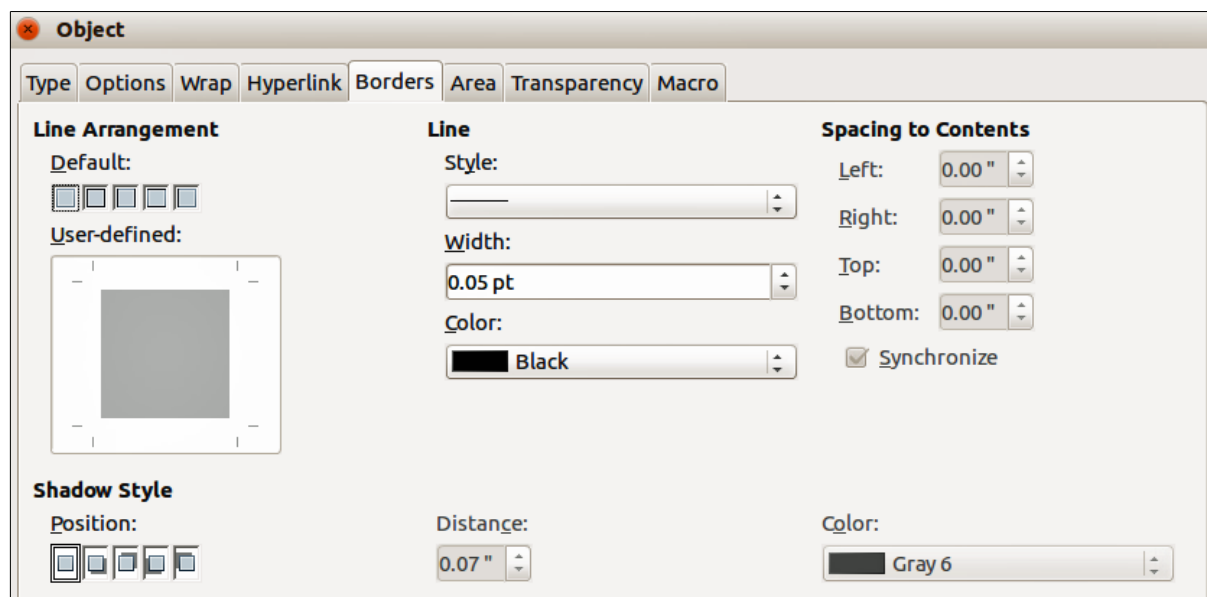 Object
Type Options Wrap Hyperlink Borders Area Transparency Macro
Line Arrangement
Default:
User-defined:
Line
Style:
Width:
0.05 pt
Color:
Black
Spacing to Contents
Left: 0.00 "
Right: 0.00 "
Top: 0.00 "
Bottom: 0.00 "
Synchronize
Shadow Style
Position:
Distance:
0.07 "
Color:
Gray 6